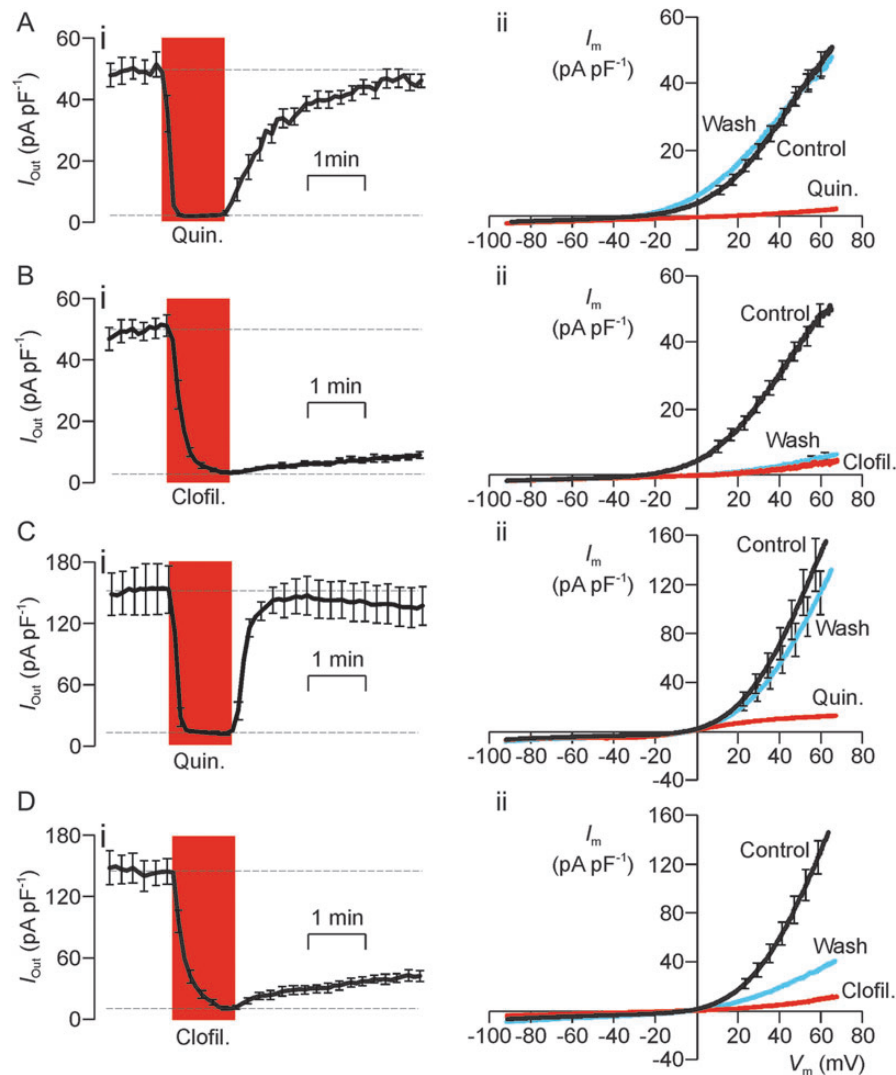 A
i
60
40
20
0
I_Out (pA pF⁻¹)
1min
Quin.
ii
I_m
(pA pF⁻¹)
60
40
20
Wash
Control
Quin.
-100 -80 -60 -40 -20 0 20 40 60 80
B
i
60
40
20
0
I_Out (pA pF⁻¹)
1 min
Clofil.
ii
I_m
(pA pF⁻¹)
60
40
20
Control
Wash
Clofil.
-100 -80 -60 -40 -20 0 20 40 60 80
C
i
180
120
60
0
I_Out (pA pF⁻¹)
1 min
Quin.
ii
I_m
(pA pF⁻¹)
160
120
80
40
Control
Wash
Quin.
-100 -80 -60 -40 -20 0 20 40 60 80
-40
D
i
180
120
60
0
I_Out (pA pF⁻¹)
1 min
Clofil.
ii
I_m
(pA pF⁻¹)
160
120
80
40
Control
Wash
Clofil.
-100 -80 -60 -40 -20 0 20 40 60 80
-40
V_m (mV)